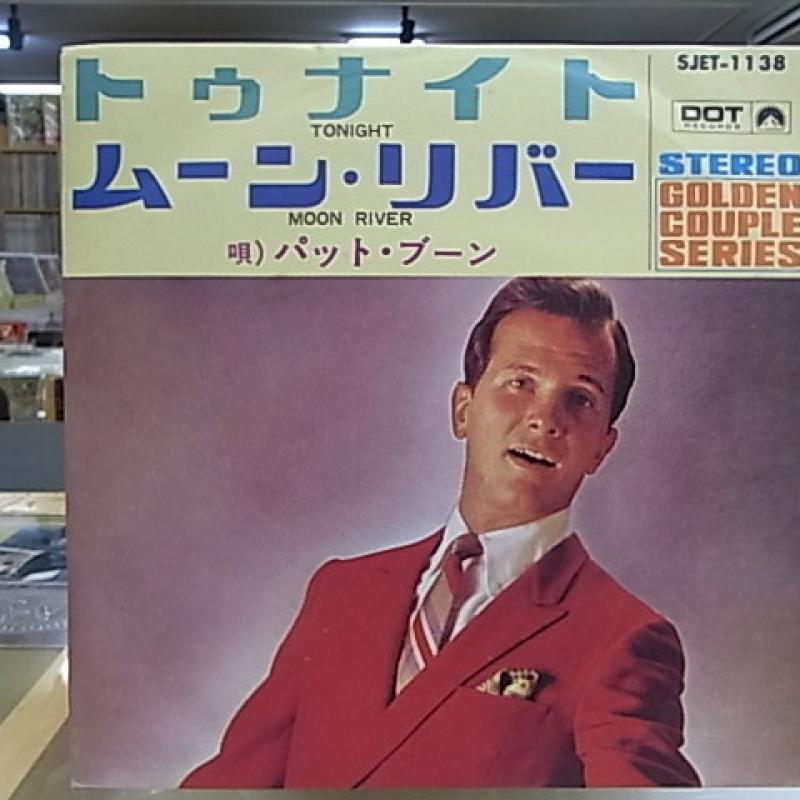 トゥナイト
TONIGHT
ムーン・リバー
MOON RIVER
唄）パット・ブーン
SJET-1138
DOT
RECORDS
STEREO
GOLDEN
COUPLE
SERIES